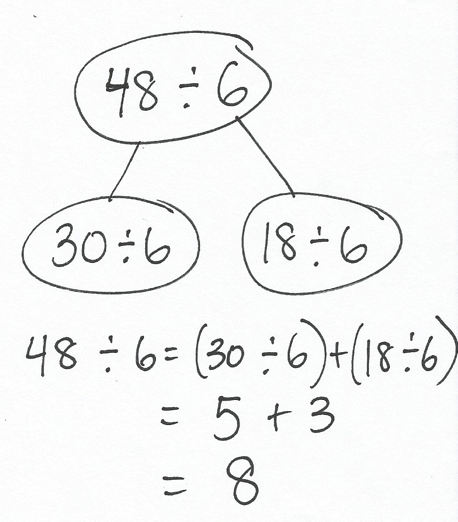 48 ÷ 6
30÷6
18÷6
48 ÷ 6 = (30 ÷ 6)+(18÷6)
= 5 + 3
= 8